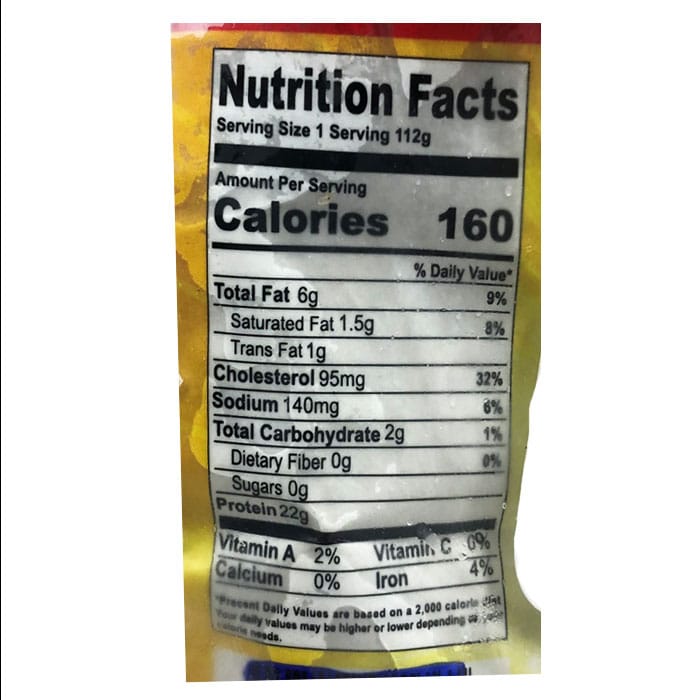 Nutrition Facts
Serving Size 1 Serving 112g
Amount Per Serving
Calories 160
% Daily Value*
Total Fat 6g 9%
Saturated Fat 1.5g 8%
Trans Fat 1g
Cholesterol 95mg 32%
Sodium 140mg 6%
Total Carbohydrate 2g 1%
Dietary Fiber 0g 0%
Sugars 0g
Protein 22g
Vitamin A 2% Vitamin C 0%
Calcium 0% Iron 4%
*Precent Daily Values are based on a 2,000 calorie diet
Your daily values may be higher or lower depending
calorie needs.